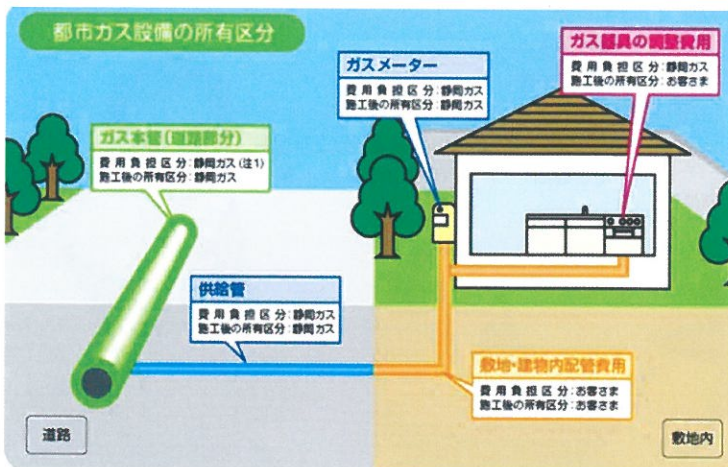 都市ガス設備の所有区分
ガス器具の調整費用
費用負担区分:静岡ガス
施工後の所有区分:お客さま
ガスメーター
費用負担区分:静岡ガス
施工後の所有区分:静岡ガス
ガス本管(道路部分)
費用負担区分:静岡ガス(注1)
施工後の所有区分:静岡ガス
供給管
費用負担区分:静岡ガス
施工後の所有区分:静岡ガス
敷地・建物内配管費用
費用負担区分:お客さま
施工後の所有区分:お客さま
道路
敷地内